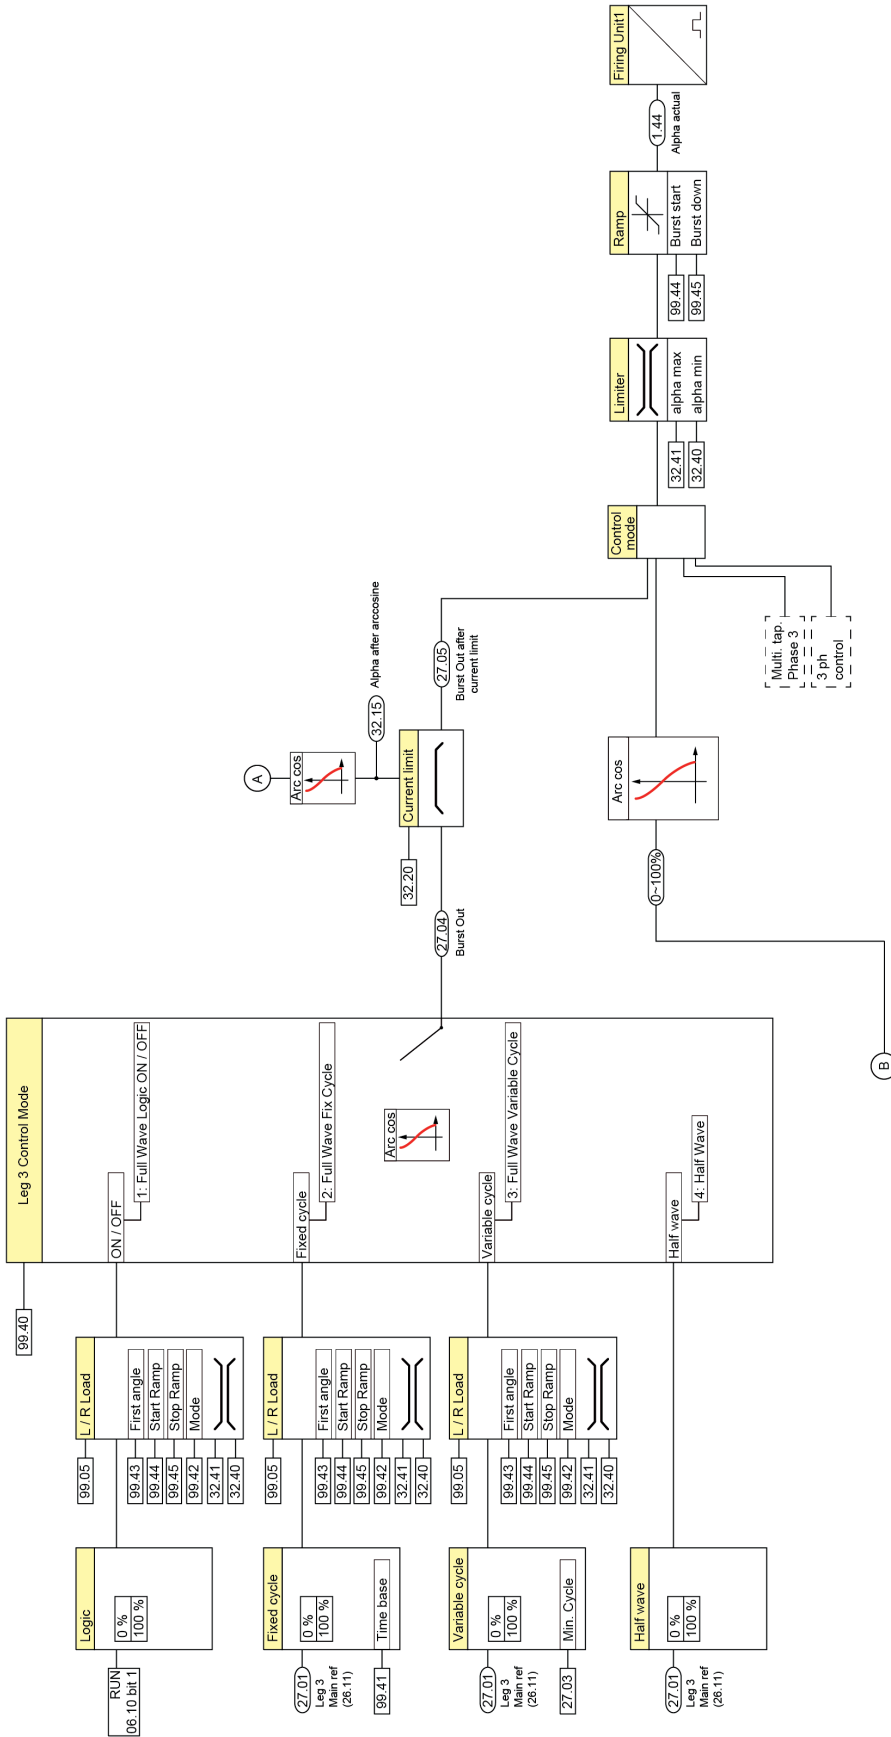 Logic
0 %
100 %
RUN
06.10 bit 1
Fixed cycle
0 %
100 %
Time base
27.01
Leg 3
Main ref
(26.11)
99.41
Variable cycle
0 %
100 %
Min. Cycle
27.01
Leg 3
Main ref
(26.11)
27.03
Half wave
0 %
100 %
27.01
Leg 3
Main ref
(26.11)
L / R Load
99.05
First angle
99.43
Start Ramp
99.44
Stop Ramp
99.45
Mode
99.42
32.41
32.40
L / R Load
99.05
First angle
99.43
Start Ramp
99.44
Stop Ramp
99.45
Mode
99.42
32.41
32.40
L / R Load
99.05
First angle
99.43
Start Ramp
99.44
Stop Ramp
99.45
Mode
99.42
32.41
32.40
99.40
Leg 3 Control Mode
ON / OFF
1: Full Wave Logic ON / OFF
Fixed cycle
2: Full Wave Fix Cycle
Arc cos
Variable cycle
3: Full Wave Variable Cycle
Half wave
4: Half Wave
B
27.04
Burst Out
32.20
Current limit
A
Arc cos
32.15
Alpha after arccosine
27.05
Burst Out after
current limit
0~100%
Arc cos
Multi. tap.
Phase 3
3 ph
control
Control
mode
Limiter
alpha max
alpha min
32.41
32.40
Ramp
Burst start
Burst down
99.44
99.45
1.44
Alpha actual
Firing Unit1